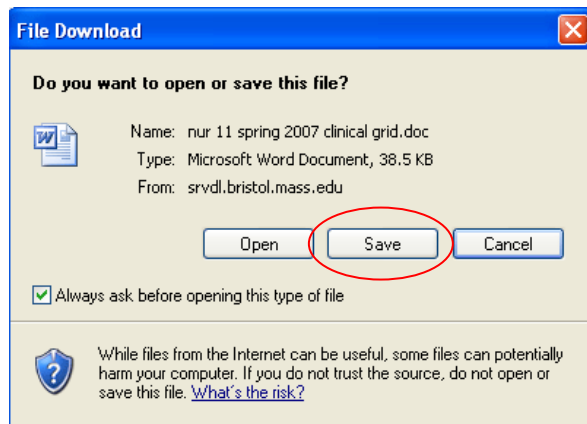 File Download
Do you want to open or save this file?
Name: nur 11 spring 2007 clinical grid.doc
Type: Microsoft Word Document, 38.5 KB
From: srvdl.bristol.mass.edu
Open Save Cancel
Always ask before opening this type of file
While files from the Internet can be useful, some files can potentially
harm your computer. If you do not trust the source, do not open or
save this file. What's the risk?